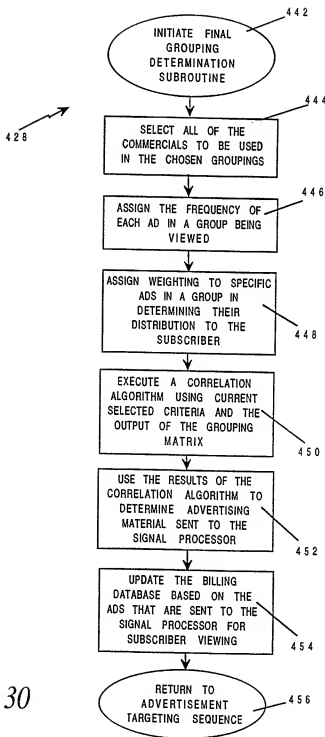 442
INITIATE FINAL
GROUPING
DETERMINATION
SUBROUTINE
428
444
SELECT ALL OF THE
COMMERCIALS TO BE USED
IN THE CHOSEN GROUPINGS
446
ASSIGN THE FREQUENCY OF
EACH AD IN A GROUP BEING
VIEWED
ASSIGN WEIGHTING TO SPECIFIC
ADS IN A GROUP IN
DETERMINING THEIR
DISTRIBUTION TO THE
SUBSCRIBER
448
EXECUTE A CORRELATION
ALGORITHM USING CURRENT
SELECTED CRITERIA AND THE
OUTPUT OF THE GROUPING
MATRIX
450
USE THE RESULTS OF THE
CORRELATION ALGORITHM TO
DETERMINE ADVERTISING
MATERIAL SENT TO THE
SIGNAL PROCESSOR
452
UPDATE THE BILLING
DATABASE BASED ON THE
ADS THAT ARE SENT TO THE
SIGNAL PROCESSOR FOR
SUBSCRIBER VIEWING
454
30
RETURN TO
ADVERTISEMENT
TARGETING SEQUENCE
456